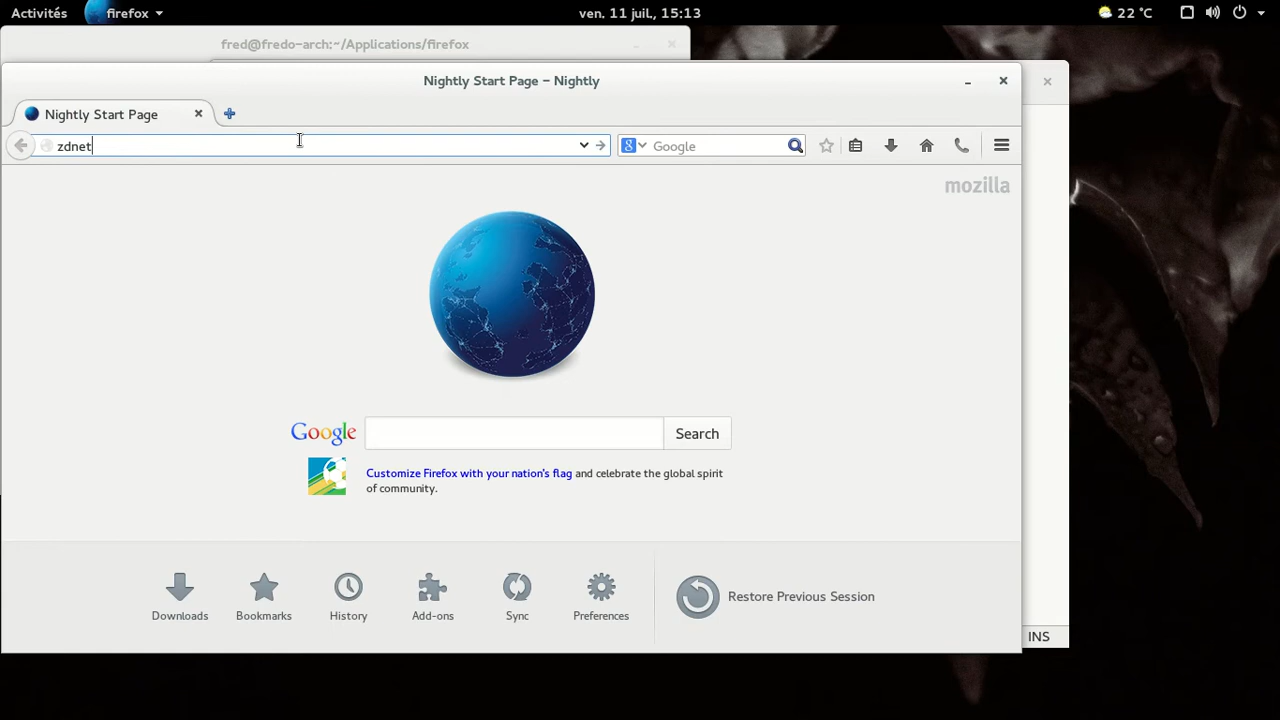 Activités firefox ven. 11 juil., 15:13 22 °C
fred@fredo-arch:~/Applications/firefox
Nightly Start Page - Nightly
Nightly Start Page
zdnet 8 Google
mozilla
Google Search
Customize Firefox with your nation's flag and celebrate the global spirit
of community.
Downloads Bookmarks History Add-ons Sync Preferences Restore Previous Session
INS